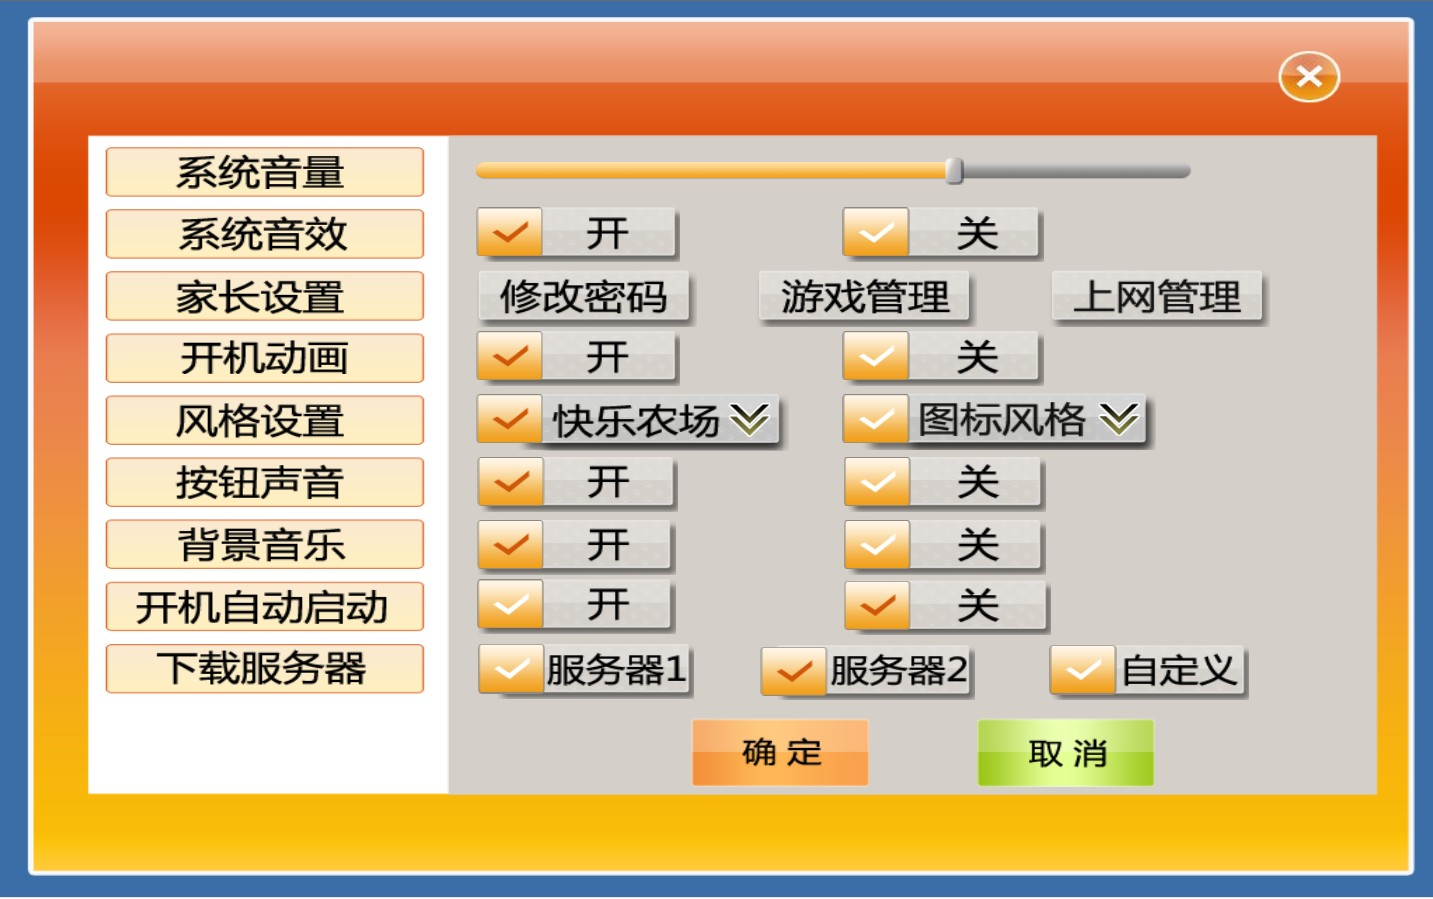 系统音量
系统音效 开 关
家长设置 修改密码 游戏管理 上网管理
开机动画 开 关
风格设置 快乐农场 图标风格
按钮声音 开 关
背景音乐 开 关
开机自动启动 开 关
下载服务器 服务器1 服务器2 自定义
确定 取消